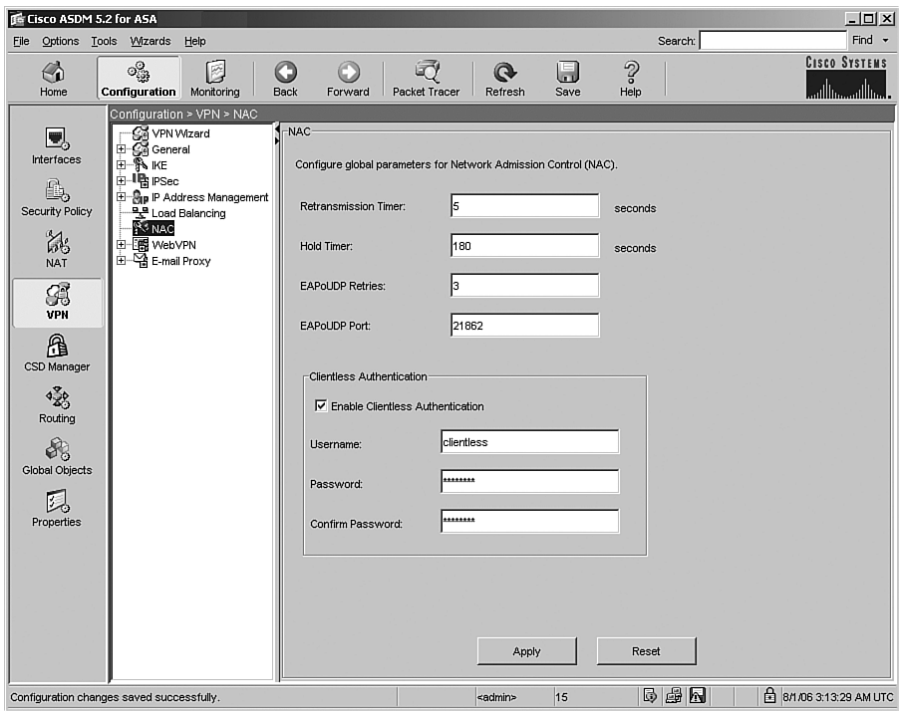 Cisco ASDM 5.2 for ASA
File Options Tools Wizards Help Search: Find
Home Configuration Monitoring Back Forward Packet Tracer Refresh Save Help
CISCO SYSTEMS
Configuration > VPN > NAC
Interfaces
Security Policy
NAT
VPN
CSD Manager
Routing
Global Objects
Properties
VPN Wizard
General
IKE
IPSec
IP Address Management
Load Balancing
NAC
WebVPN
E-mail Proxy
NAC
Configure global parameters for Network Admission Control (NAC).
Retransmission Timer: 5 seconds
Hold Timer: 180 seconds
EAPoUDP Retries: 3
EAPoUDP Port: 21862
Clientless Authentication
Enable Clientless Authentication
Username: clientless
Password: ********
Confirm Password: ********
Apply Reset
Configuration changes saved successfully. <admin> 15 8/1/06 3:13:29 AM UTC